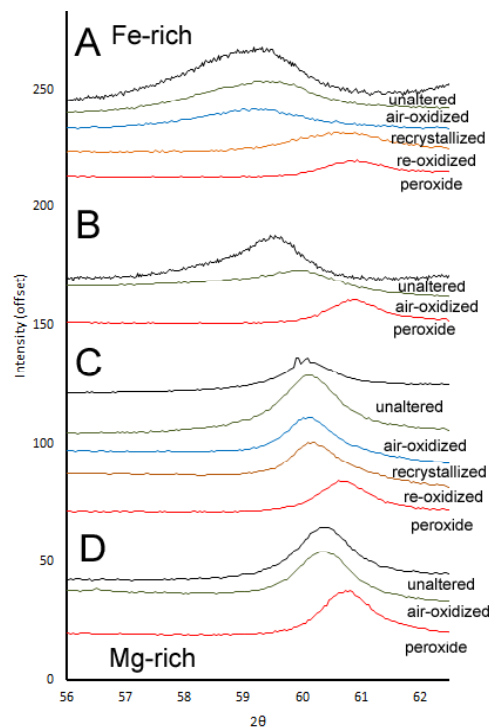 A Fe-rich
250
unaltered
air-oxidized
recrystallized
re-oxidized
peroxide
200
B
unaltered
air-oxidized
peroxide
150
Intensity (offset)
C
unaltered
air-oxidized
recrystallized
re-oxidized
peroxide
100
D
50
unaltered
air-oxidized
peroxide
Mg-rich
0
56 57 58 59 60 61 62
2θ